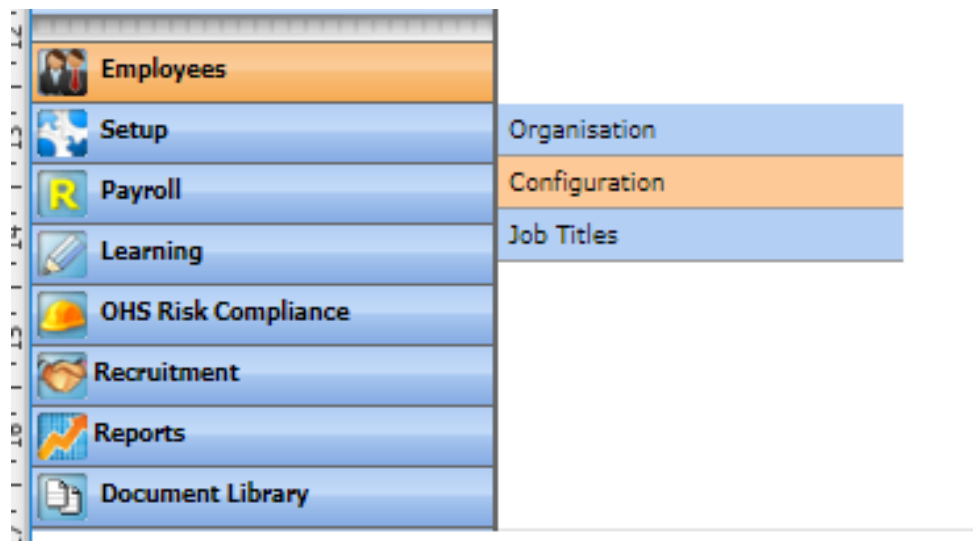 Employees
Setup
Organisation
Payroll
Configuration
Learning
Job Titles
OHS Risk Compliance
Recruitment
Reports
Document Library